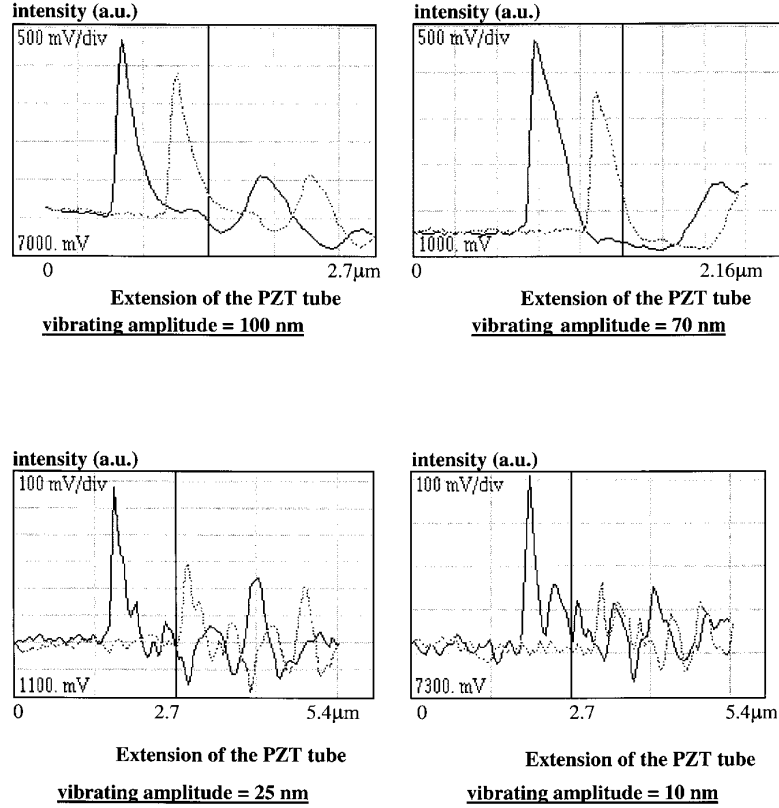 intensity (a.u.)
500 mV/div
7000. mV
0 2.7µm
Extension of the PZT tube
vibrating amplitude = 100 nm
intensity (a.u.)
500 mV/div
1000. mV
0 2.16µm
Extension of the PZT tube
vibrating amplitude = 70 nm
intensity (a.u.)
100 mV/div
1100. mV
0 2.7 5.4µm
Extension of the PZT tube
vibrating amplitude = 25 nm
intensity (a.u.)
100 mV/div
7300. mV
0 2.7 5.4µm
Extension of the PZT tube
vibrating amplitude = 10 nm